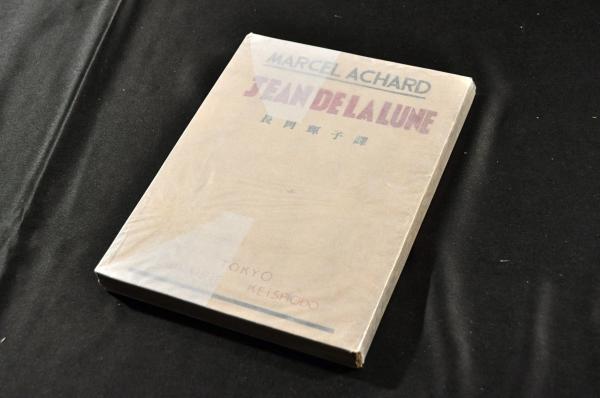 MARCEL ACHARD
JEAN DE LA LUNE
長岡輝子譯
TOKYO
KEISHODO